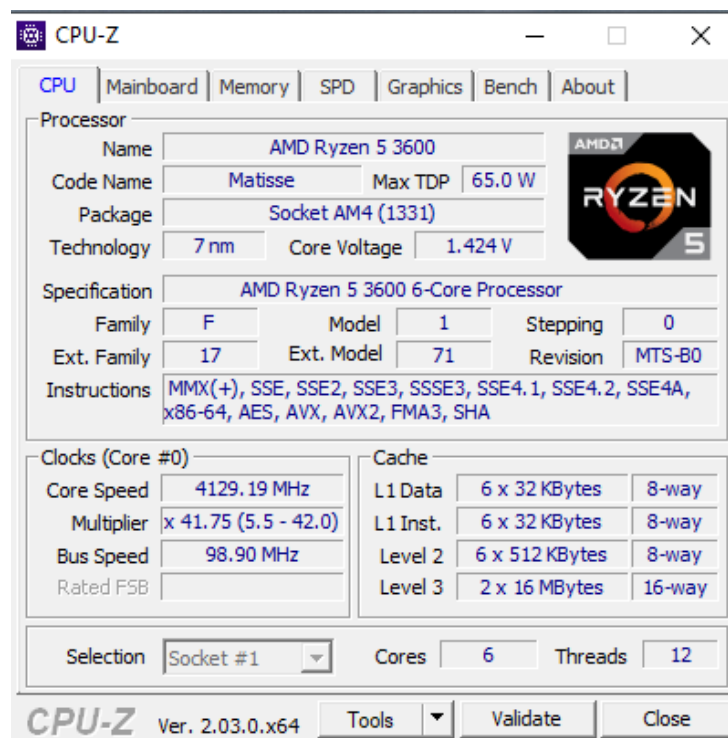 CPU-Z
CPU Mainboard Memory SPD Graphics Bench About
Processor
Name AMD Ryzen 5 3600
Code Name Matisse Max TDP 65.0 W
Package Socket AM4 (1331)
Technology 7 nm Core Voltage 1.424 V
AMD
RYZEN
5
Specification AMD Ryzen 5 3600 6-Core Processor
Family F Model 1 Stepping 0
Ext. Family 17 Ext. Model 71 Revision MTS-B0
Instructions MMX(+), SSE, SSE2, SSE3, SSSE3, SSE4.1, SSE4.2, SSE4A,
x86-64, AES, AVX, AVX2, FMA3, SHA
Clocks (Core #0)
Core Speed 4129.19 MHz
Multiplier x 41.75 (5.5 - 42.0)
Bus Speed 98.90 MHz
Rated FSB
Cache
L1 Data 6 x 32 KBytes 8-way
L1 Inst. 6 x 32 KBytes 8-way
Level 2 6 x 512 KBytes 8-way
Level 3 2 x 16 MBytes 16-way
Selection Socket #1 Cores 6 Threads 12
CPU-Z Ver. 2.03.0.x64 Tools Validate Close